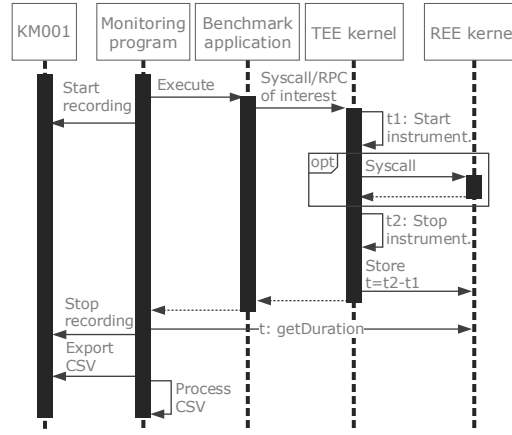 KM001
Monitoring
program
Benchmark
application
TEE kernel
REE kernel
Start
recording
Execute
Syscall/RPC
of interest
t1: Start
instrument.
opt
Syscall
t2: Stop
instrument.
Store
t=t2-t1
Stop
recording
t: getDuration
Export
CSV
Process
CSV